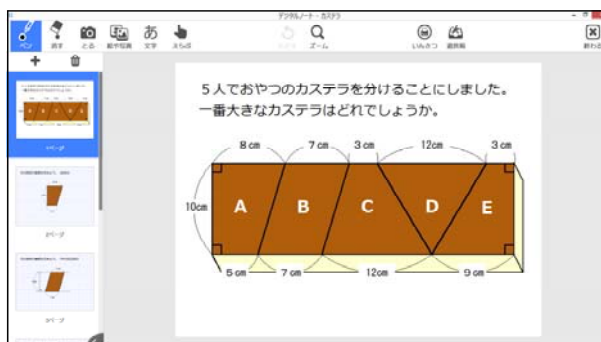 デジタルノート - カステラ
ペン
消す
とる
絵や写真
文字
えらぶ
ズーム
いんさつ
道具箱
終わる
1ページ
2ページ
3ページ
5人でおやつのカステラを分けることにしました。
一番大きなカステラはどれでしょうか。
8cm 7cm 3cm 12cm 3cm
10cm
A B C D E
5cm 7cm 12cm 9cm